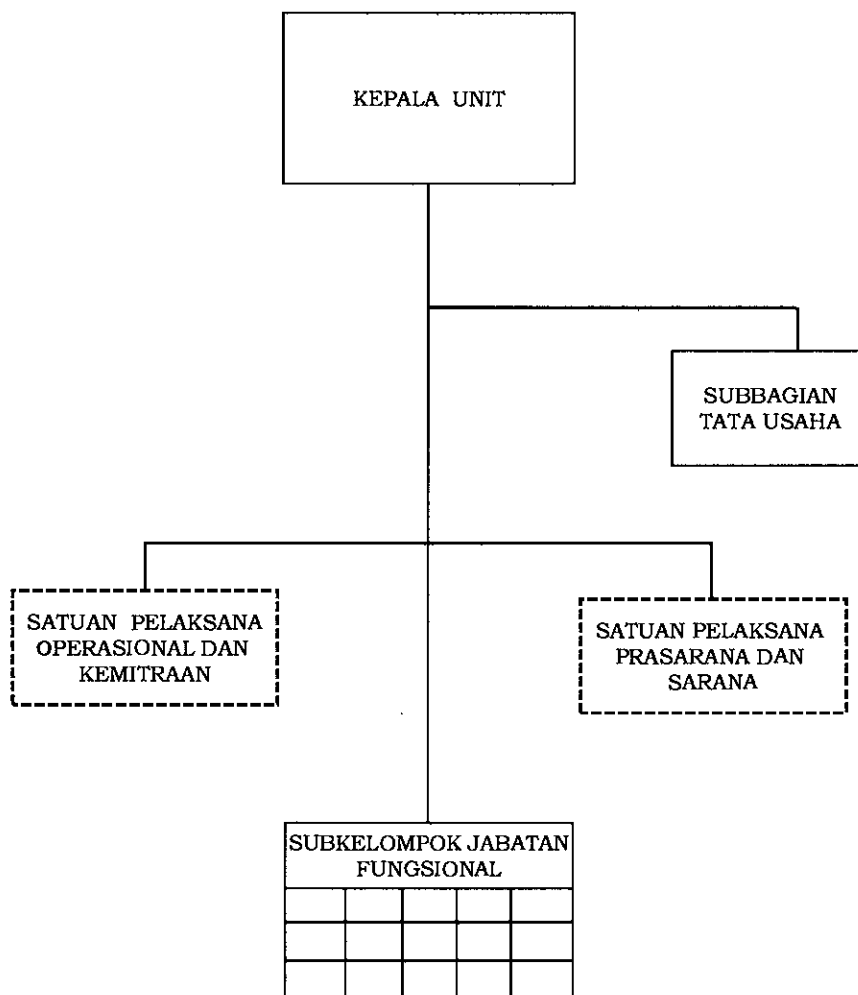 KEPALA UNIT
SUBBAGIAN
TATA USAHA
SATUAN PELAKSANA
OPERASIONAL DAN
KEMITRAAN
SATUAN PELAKSANA
PRASARANA DAN
SARANA
SUBKELOMPOK JABATAN
FUNGSIONAL